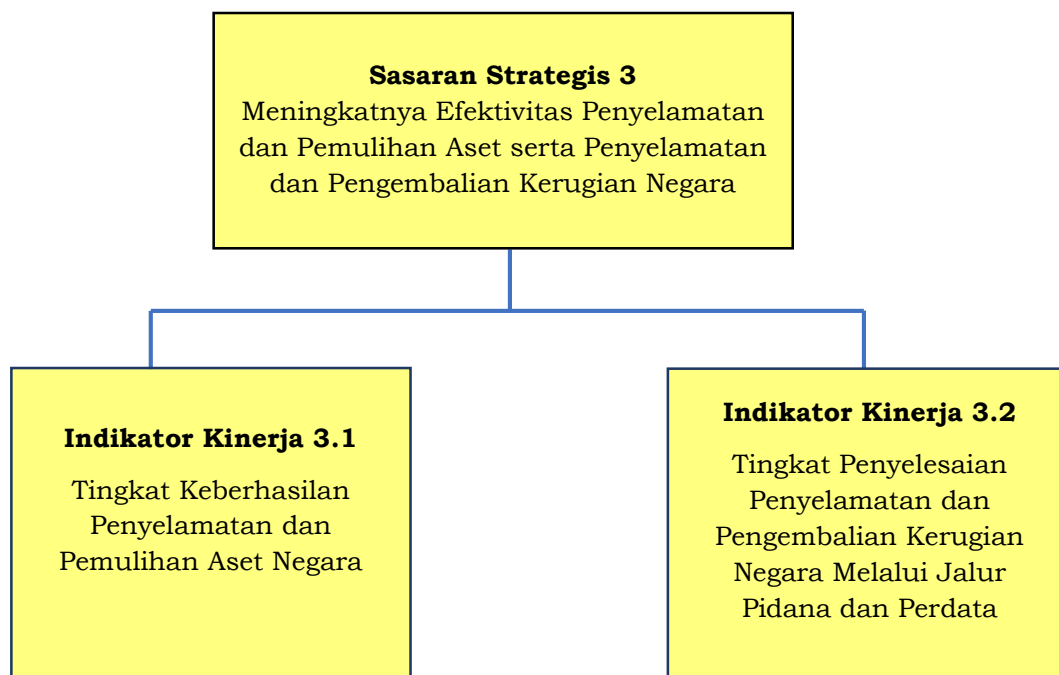 Sasaran Strategis 3
Meningkatnya Efektivitas Penyelamatan
dan Pemulihan Aset serta Penyelamatan
dan Pengembalian Kerugian Negara
Indikator Kinerja 3.1
Tingkat Keberhasilan
Penyelamatan dan
Pemulihan Aset Negara
Indikator Kinerja 3.2
Tingkat Penyelesaian
Penyelamatan dan
Pengembalian Kerugian
Negara Melalui Jalur
Pidana dan Perdata